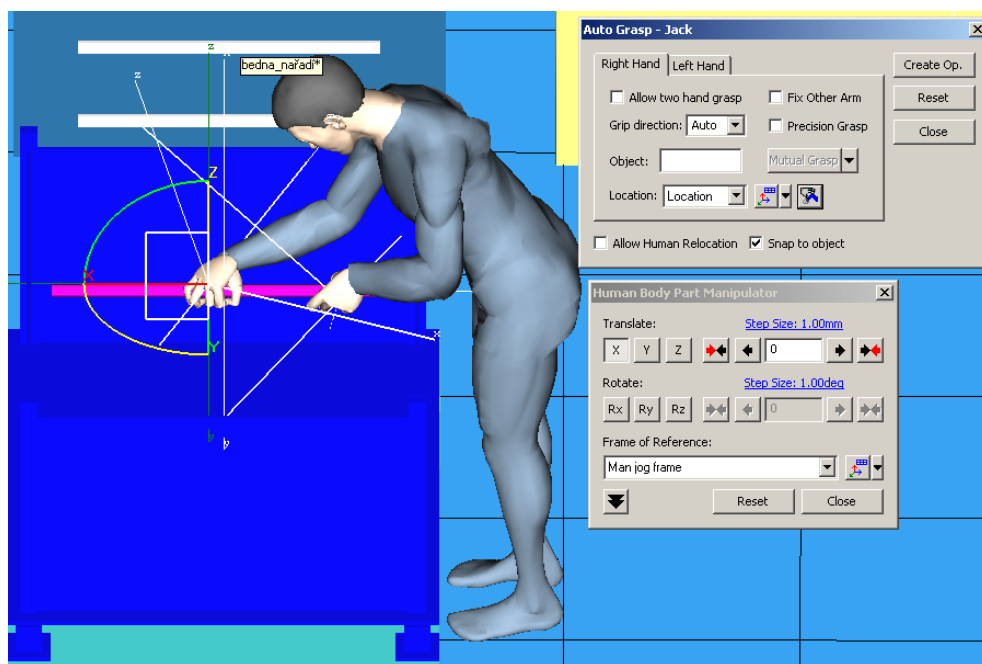 z
z
x
bedna_nařadí*
Z
X
Y
x
Auto Grasp - Jack
Right Hand
Left Hand
Allow two hand grasp
Fix Other Arm
Grip direction:
Auto
Precision Grasp
Object:
Mutual Grasp
Location:
Location
Allow Human Relocation
Snap to object
Create Op.
Reset
Close
Human Body Part Manipulator
Translate:
Step Size: 1.00mm
X
Y
Z
0
Rotate:
Step Size: 1.00deg
Rx
Ry
Rz
0
Frame of Reference:
Man jog frame
Reset
Close